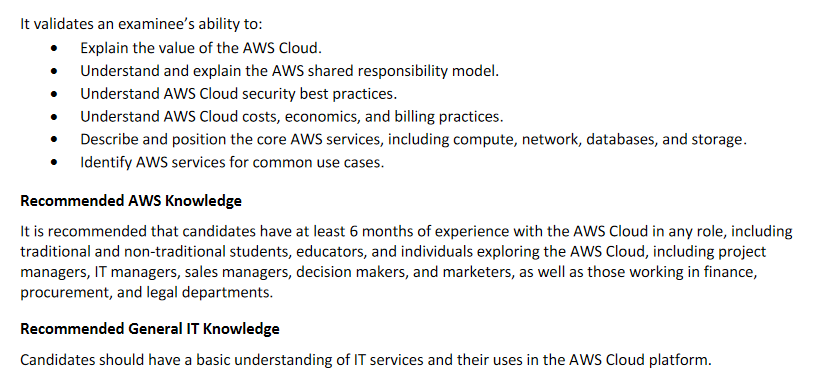 It validates an examinee's ability to:
• Explain the value of the AWS Cloud.
• Understand and explain the AWS shared responsibility model.
• Understand AWS Cloud security best practices.
• Understand AWS Cloud costs, economics, and billing practices.
• Describe and position the core AWS services, including compute, network, databases, and storage.
• Identify AWS services for common use cases.
Recommended AWS Knowledge
It is recommended that candidates have at least 6 months of experience with the AWS Cloud in any role, including
traditional and non-traditional students, educators, and individuals exploring the AWS Cloud, including project
managers, IT managers, sales managers, decision makers, and marketers, as well as those working in finance,
procurement, and legal departments.
Recommended General IT Knowledge
Candidates should have a basic understanding of IT services and their uses in the AWS Cloud platform.